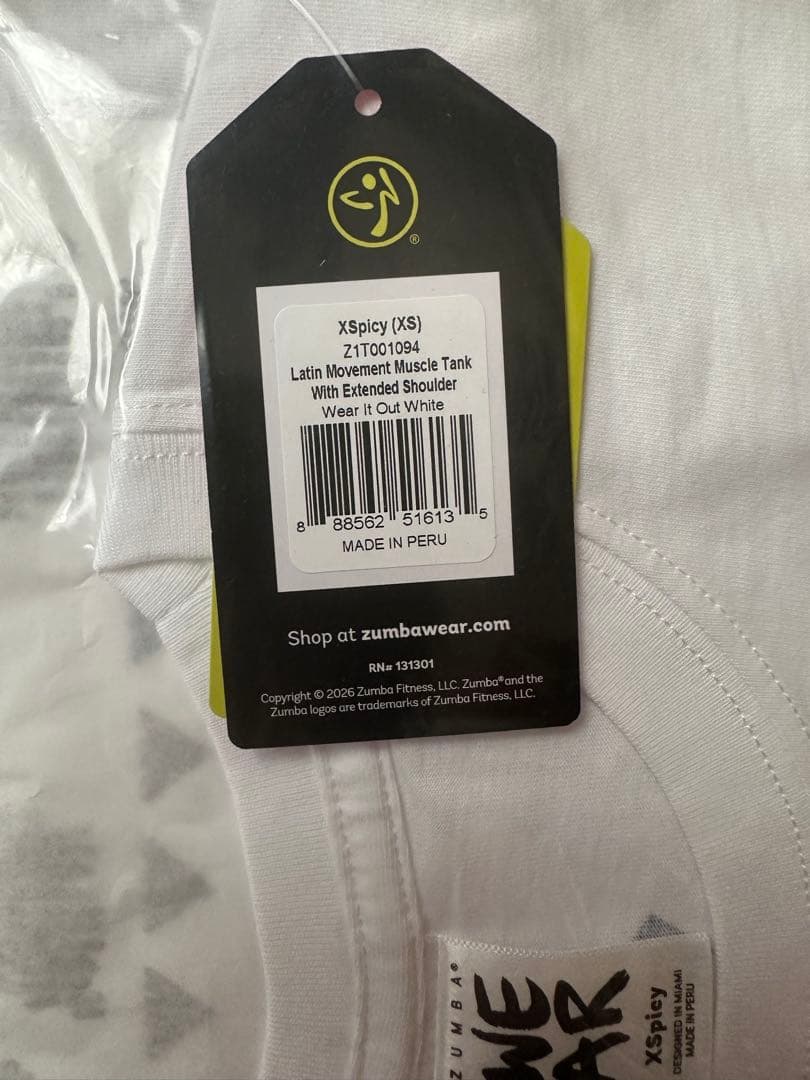 ®
XSpicy (XS)
Z1T001094
Latin Movement Muscle Tank
With Extended Shoulder
Wear It Out White
8 88562 51613 5
MADE IN PERU
Shop at zumbawear.com
RN# 131301
Copyright © 2026 Zumba Fitness, LLC. Zumba® and the
Zumba logos are trademarks of Zumba Fitness, LLC.
ZUMBA®
WE
AR
XSpicy
DESIGNED IN MIAMI
MADE IN PERU